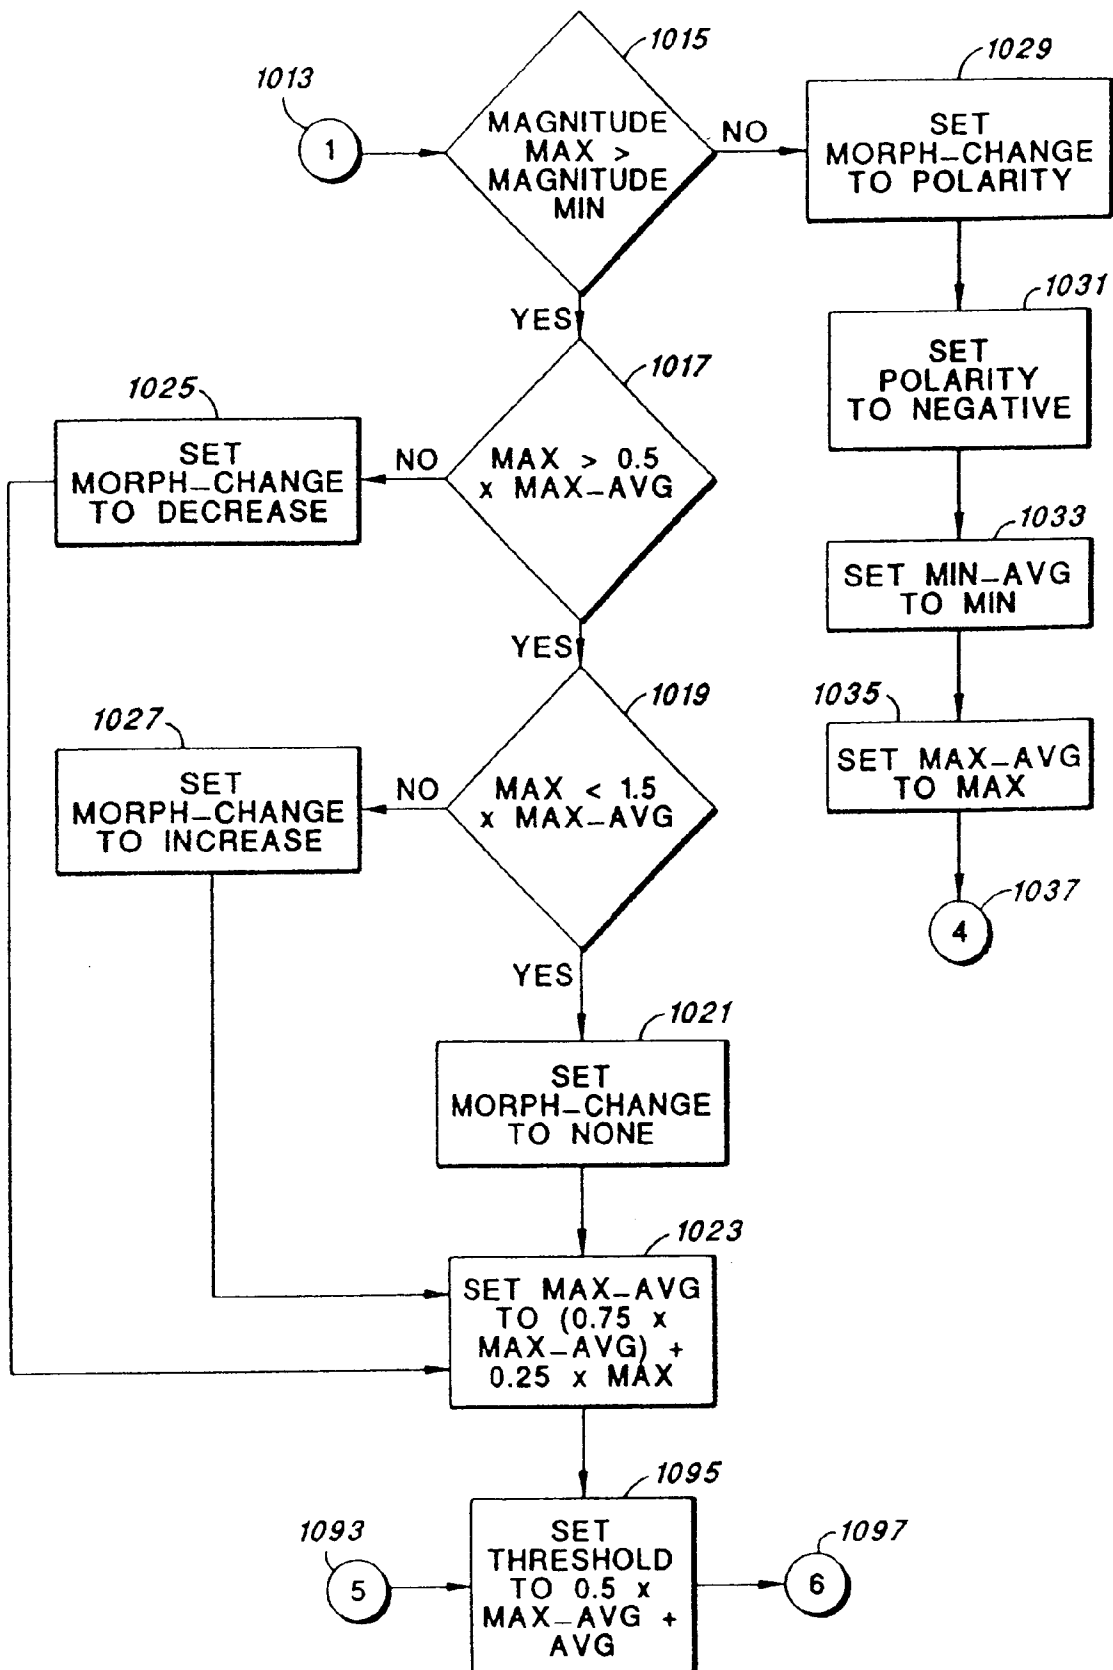 1015
1013
1
MAGNITUDE
MAX >
MAGNITUDE
MIN
NO
YES
1029
SET
MORPH-CHANGE
TO POLARITY
1031
SET
POLARITY
TO NEGATIVE
1033
SET MIN-AVG
TO MIN
1035
SET MAX-AVG
TO MAX
1037
4
1017
MAX > 0.5
x MAX-AVG
NO
YES
1025
SET
MORPH-CHANGE
TO DECREASE
1019
MAX < 1.5
x MAX-AVG
NO
YES
1027
SET
MORPH-CHANGE
TO INCREASE
1021
SET
MORPH-CHANGE
TO NONE
1023
SET MAX-AVG
TO (0.75 x
MAX-AVG) +
0.25 x MAX
1095
1093
5
SET
THRESHOLD
TO 0.5 x
MAX-AVG +
AVG
1097
6